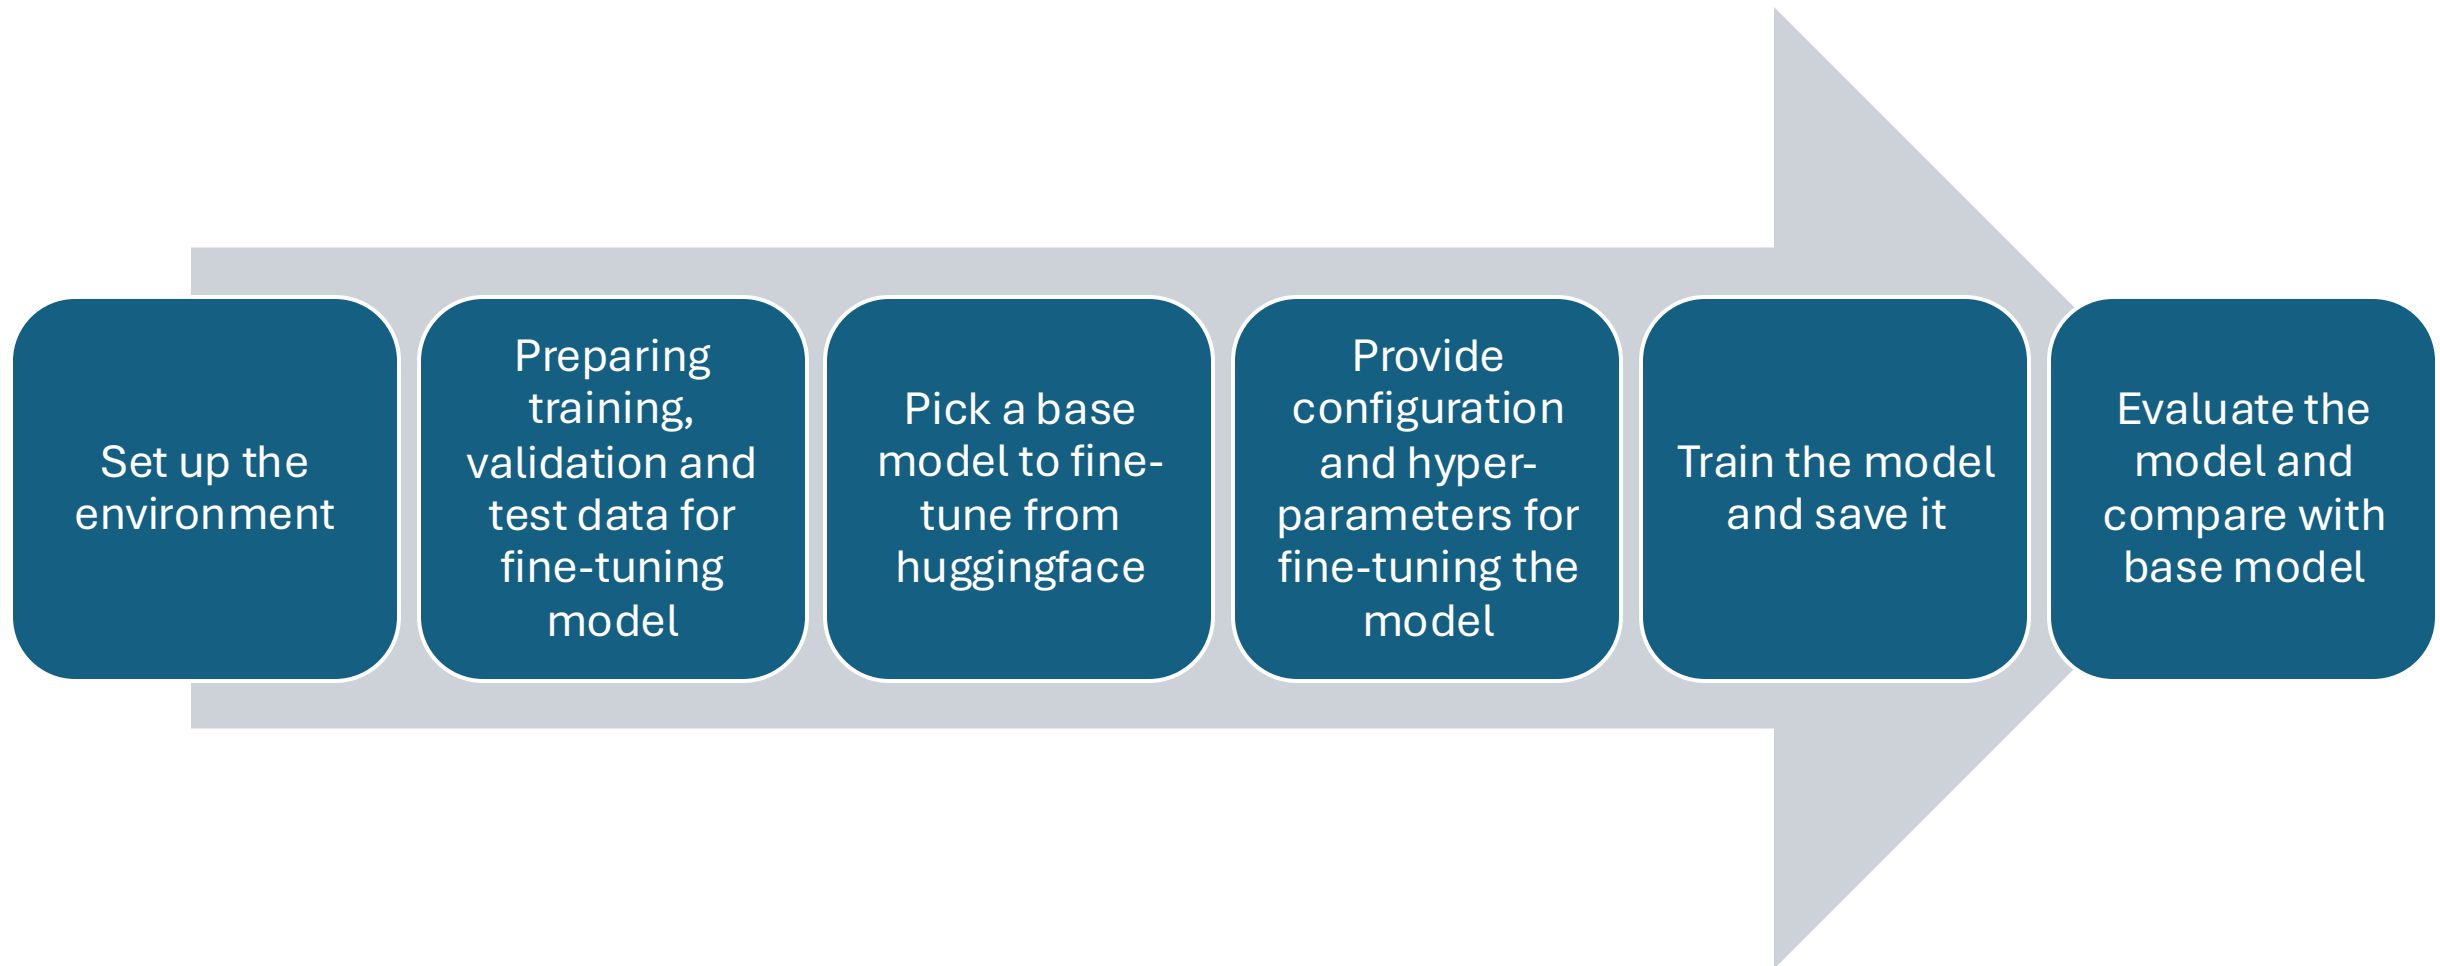 Set up the
environment
Preparing
training,
validation and
test data for
fine-tuning
model
Pick a base
model to fine-
tune from
huggingface
Provide
configuration
and hyper-
parameters for
fine-tuning the
model
Train the model
and save it
Evaluate the
model and
compare with
base model